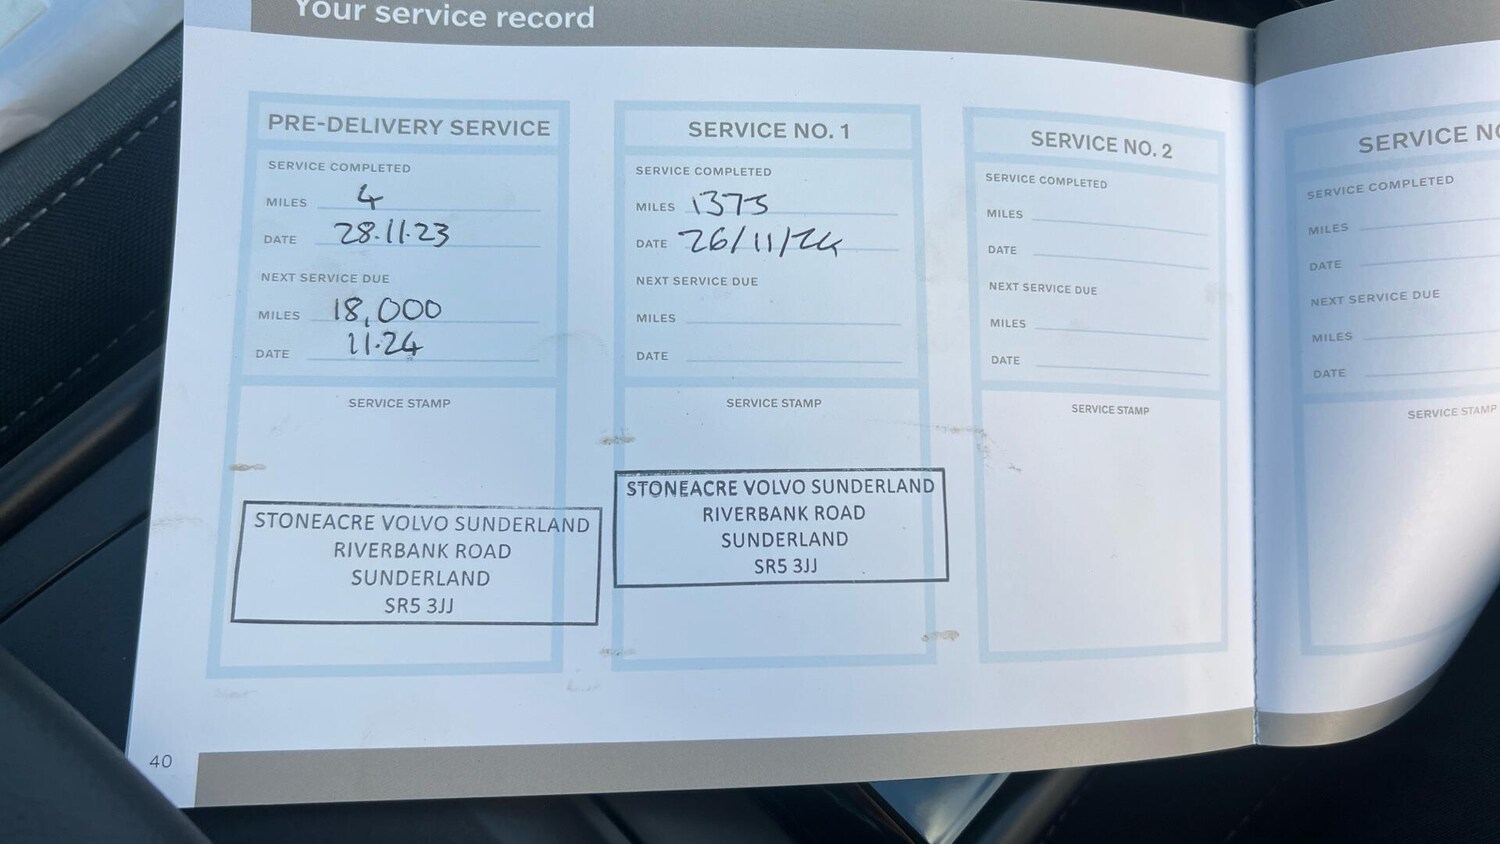 Your service record
PRE-DELIVERY SERVICE
SERVICE COMPLETED
MILES 4
DATE 28.11.23
NEXT SERVICE DUE
MILES 18,000
DATE 11.24
SERVICE STAMP
STONEACRE VOLVO SUNDERLAND
RIVERBANK ROAD
SUNDERLAND
SR5 3JJ
SERVICE NO. 1
SERVICE COMPLETED
MILES 1375
DATE 26/11/24
NEXT SERVICE DUE
MILES
DATE
SERVICE STAMP
STONEACRE VOLVO SUNDERLAND
RIVERBANK ROAD
SUNDERLAND
SR5 3JJ
SERVICE NO. 2
SERVICE COMPLETED
MILES
DATE
NEXT SERVICE DUE
MILES
DATE
SERVICE STAMP
SERVICE NO
SERVICE COMPLETED
MILES
DATE
NEXT SERVICE DUE
MILES
DATE
SERVICE STAMP
40